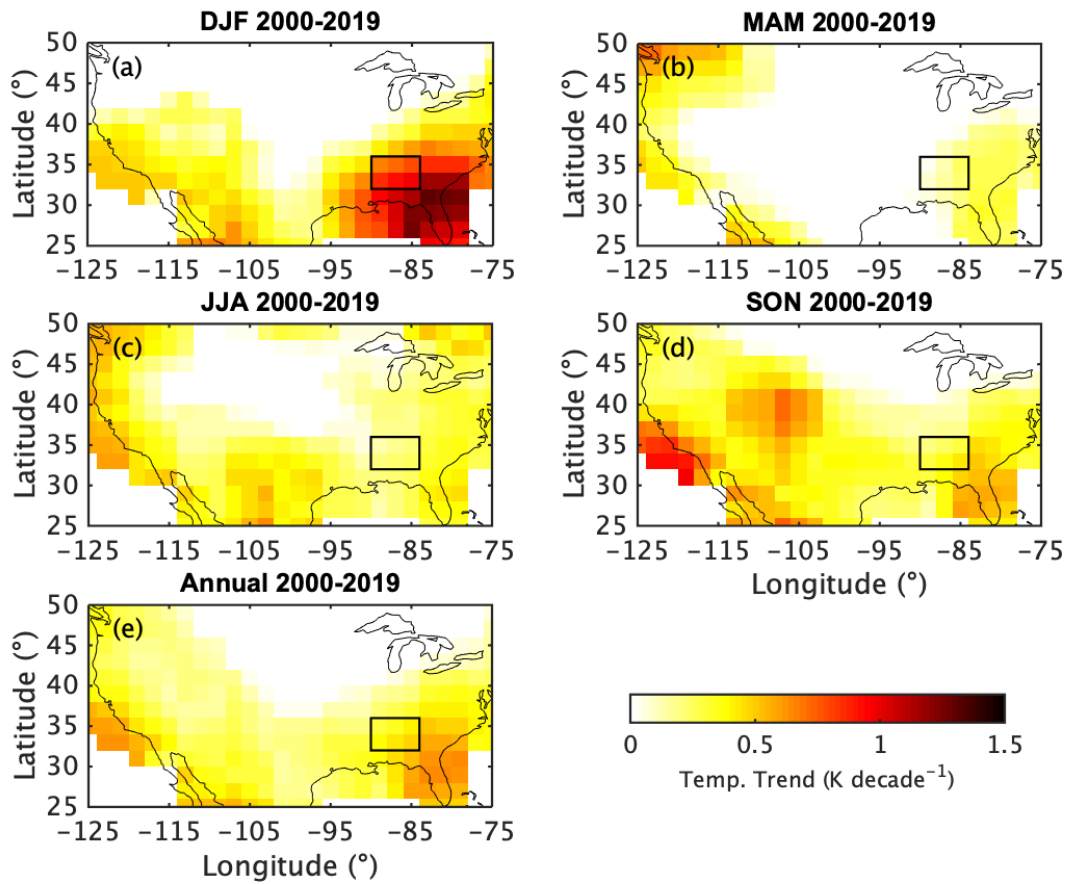 DJF 2000-2019
MAM 2000-2019
50
45
40
35
30
25
Latitude (°)
(a)
−125 −115 −105 −95 −85 −75
50
45
40
35
30
25
Latitude (°)
(b)
−125 −115 −105 −95 −85 −75
JJA 2000-2019
SON 2000-2019
50
45
40
35
30
25
Latitude (°)
(c)
−125 −115 −105 −95 −85 −75
50
45
40
35
30
25
Latitude (°)
(d)
−125 −115 −105 −95 −85 −75
Longitude (°)
Annual 2000-2019
50
45
40
35
30
25
Latitude (°)
(e)
−125 −115 −105 −95 −85 −75
Longitude (°)
0 0.5 1 1.5
Temp. Trend (K decade⁻¹)